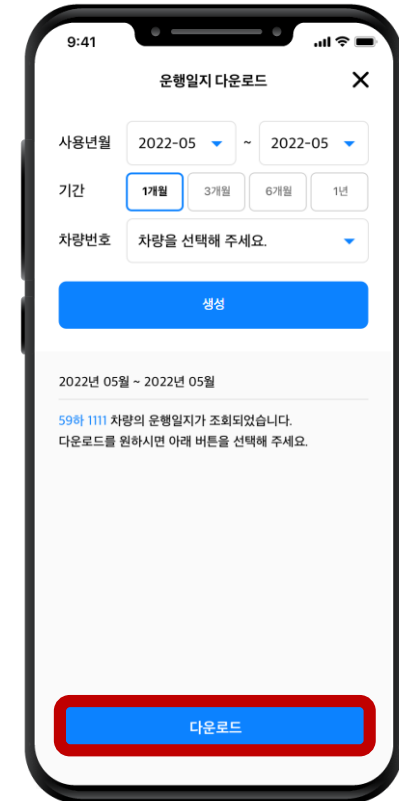 9:41
운행일지 다운로드
사용년월 2022-05 ~ 2022-05
기간 1개월 3개월 6개월 1년
차량번호 차량을 선택해 주세요.
생성
2022년 05월 ~ 2022년 05월
59하 1111 차량의 운행일지가 조회되었습니다.
다운로드를 원하시면 아래 버튼을 선택해 주세요.
다운로드